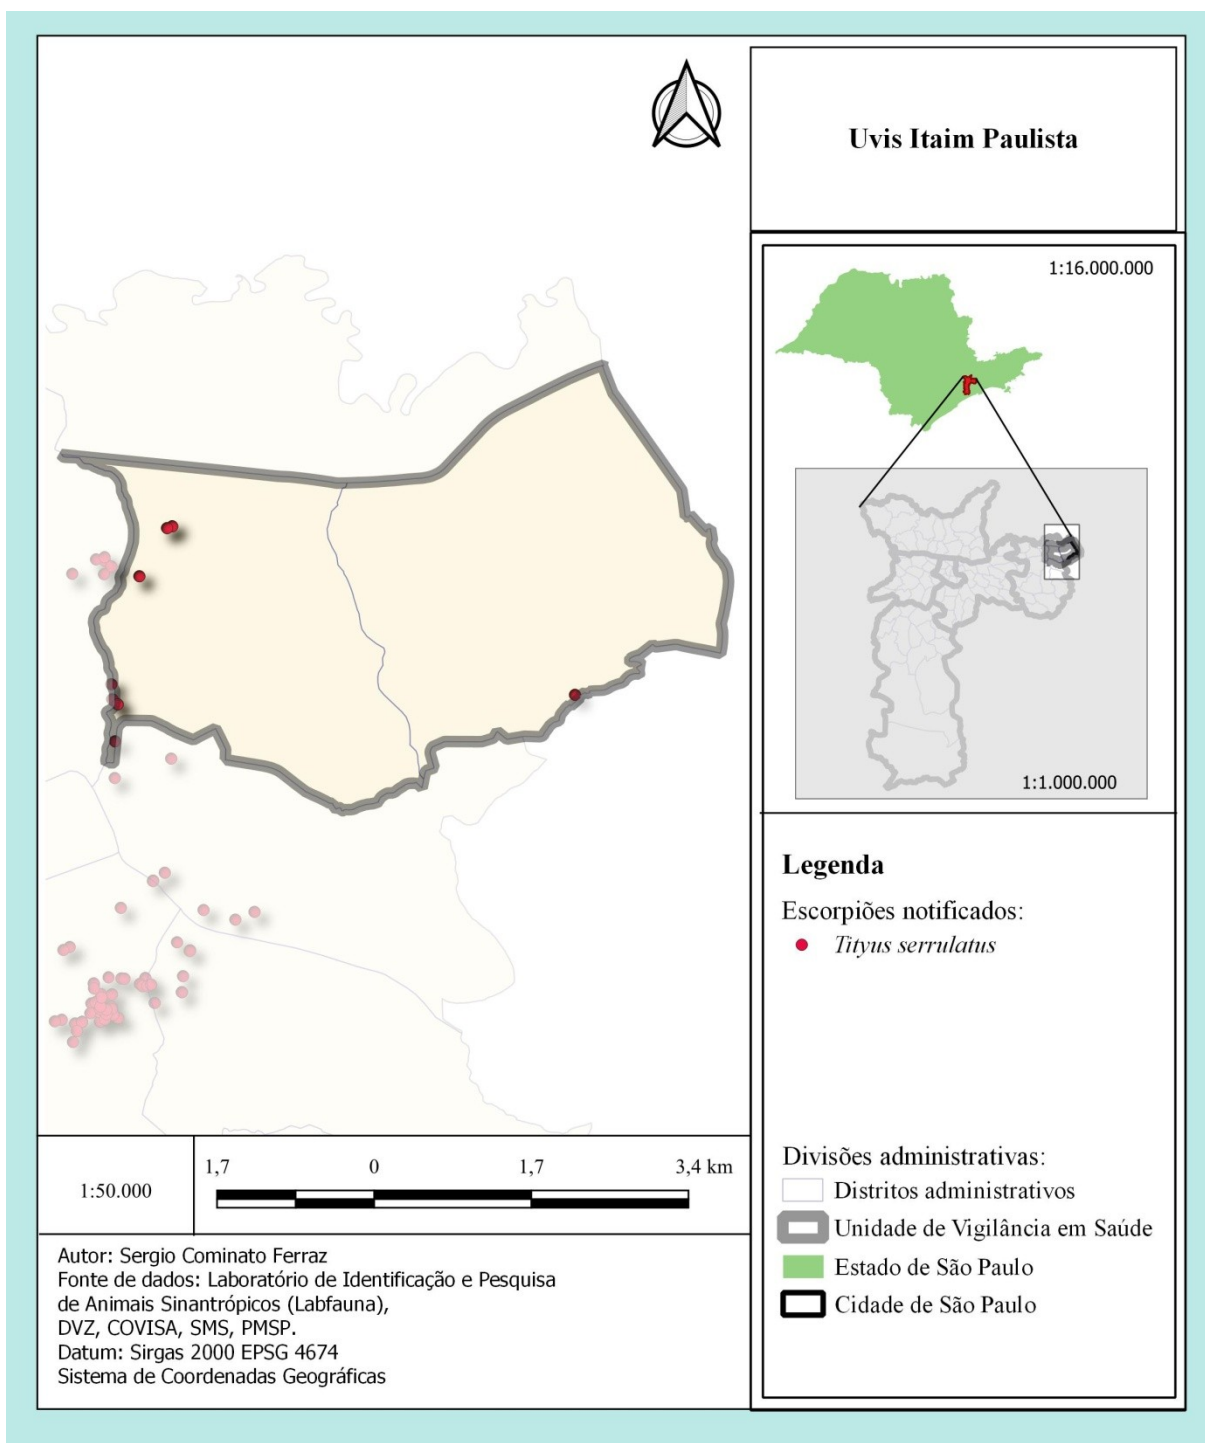 Uvis Itaim Paulista
1:16.000.000
1:1.000.000
Legenda
Escorpiões notificados:
Tityus serrulatus
Divisões administrativas:
Distritos administrativos
Unidade de Vigilância em Saúde
Estado de São Paulo
Cidade de São Paulo
1:50.000
1,7 0 1,7 3,4 km
Autor: Sergio Cominato Ferraz
Fonte de dados: Laboratório de Identificação e Pesquisa
de Animais Sinantrópicos (Labfauna),
DVZ, COVISA, SMS, PMSP.
Datum: Sirgas 2000 EPSG 4674
Sistema de Coordenadas Geográficas